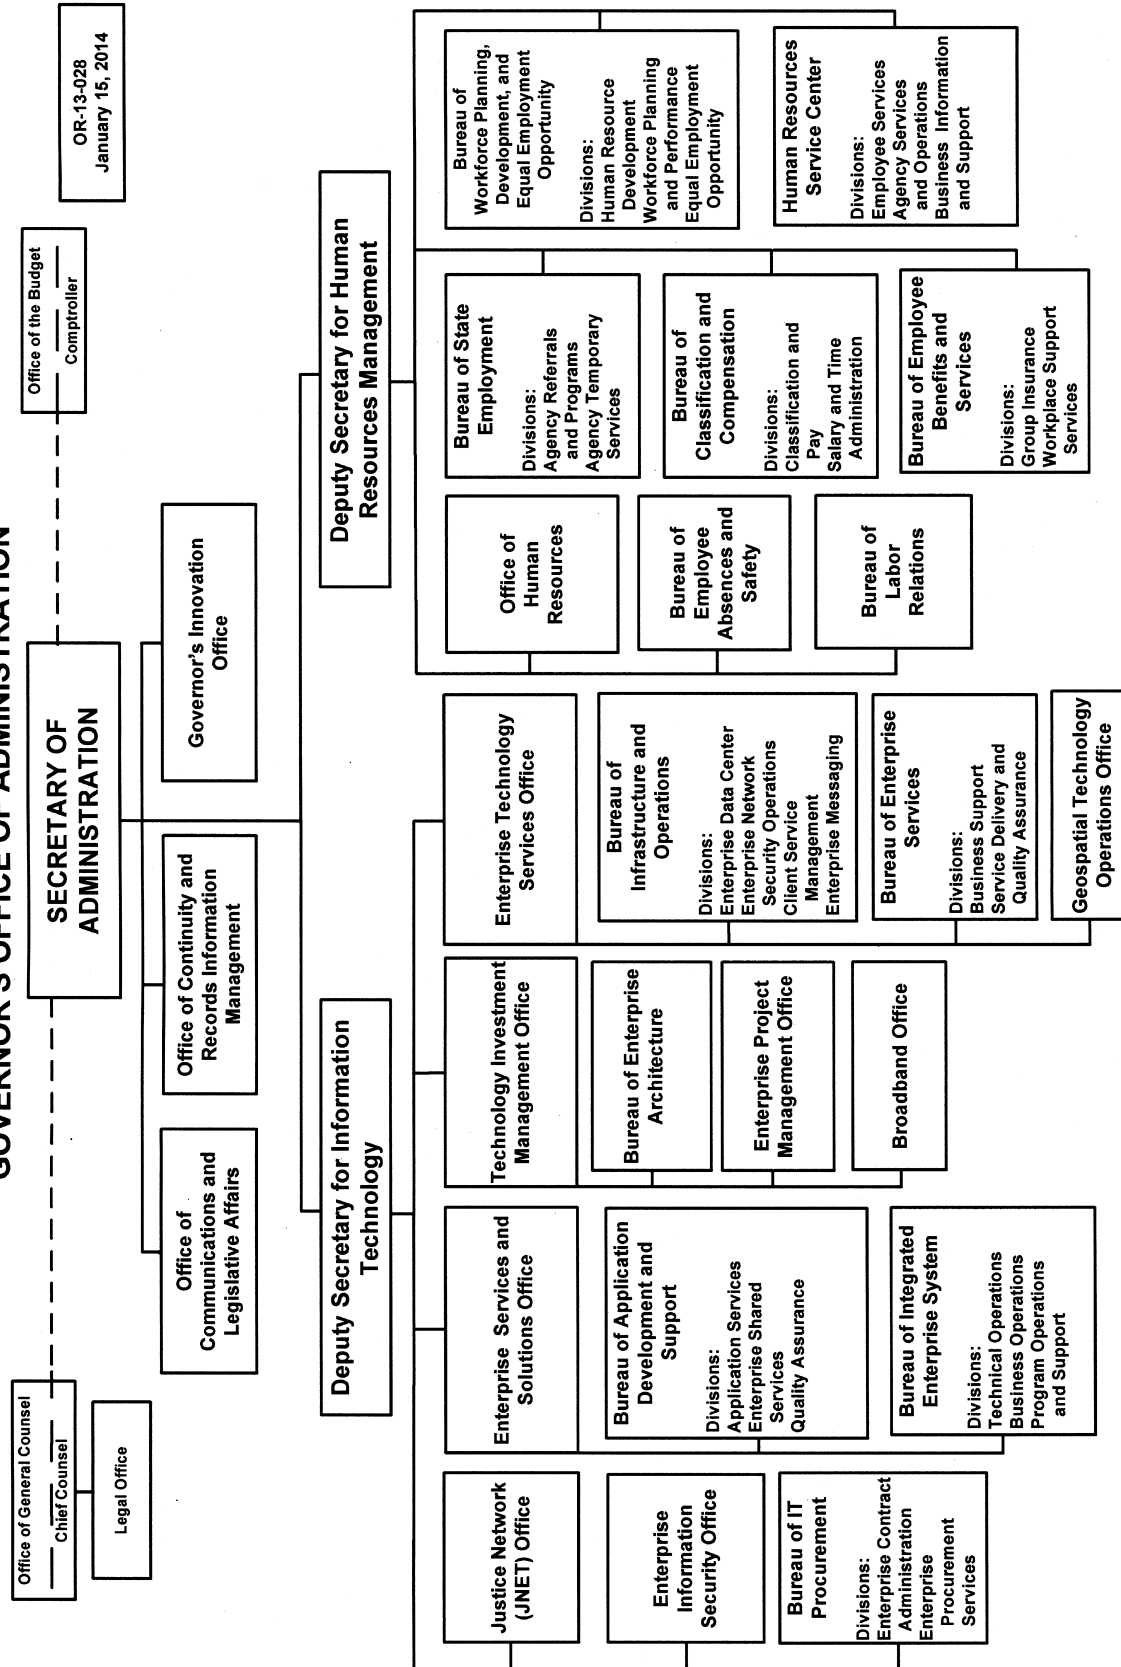 GOVERNOR'S OFFICE OF ADMINISTRATION
OR-13-028
January 15, 2014
Office of General Counsel
Chief Counsel
Legal Office
SECRETARY OF
ADMINISTRATION
Office of the Budget
Comptroller
Office of
Communications and
Legislative Affairs
Office of Continuity and
Records Information
Management
Governor's Innovation
Office
Deputy Secretary for Information
Technology
Deputy Secretary for Human
Resources Management
Justice Network
(JNET) Office
Enterprise
Information
Security Office
Bureau of IT
Procurement
Divisions:
Enterprise Contract
Administration
Enterprise
Procurement
Services
Enterprise Services and
Solutions Office
Bureau of Application
Development and
Support
Divisions:
Application Services
Enterprise Shared
Services
Quality Assurance
Bureau of Integrated
Enterprise System
Divisions:
Technical Operations
Business Operations
Program Operations
and Support
Technology Investment
Management Office
Bureau of Enterprise
Architecture
Enterprise Project
Management Office
Broadband Office
Enterprise Technology
Services Office
Bureau of
Infrastructure and
Operations
Divisions:
Enterprise Data Center
Enterprise Network
Security Operations
Client Service
Management
Enterprise Messaging
Bureau of Enterprise
Services
Divisions:
Business Support
Service Delivery and
Quality Assurance
Geospatial Technology
Operations Office
Office of
Human
Resources
Bureau of
Employee
Absences and
Safety
Bureau of
Labor
Relations
Bureau of State
Employment
Divisions:
Agency Referrals
and Programs
Agency Temporary
Services
Bureau of
Classification and
Compensation
Divisions:
Classification and
Pay
Salary and Time
Administration
Bureau of Employee
Benefits and
Services
Divisions:
Group Insurance
Workplace Support
Services
Bureau of
Workforce Planning,
Development, and
Equal Employment
Opportunity
Divisions:
Human Resource
Development
Workforce Planning
and Performance
Equal Employment
Opportunity
Human Resources
Service Center
Divisions:
Employee Services
Agency Services
and Operations
Business Information
and Support